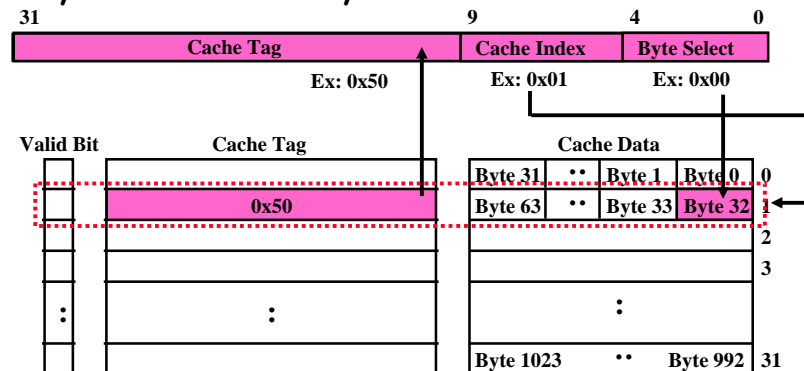 31 9 4 0
Cache Tag Cache Index Byte Select
Ex: 0x50 Ex: 0x01 Ex: 0x00
Valid Bit Cache Tag Cache Data
Byte 31 ·· Byte 1 Byte 0 0
0x50 Byte 63 ·· Byte 33 Byte 32 1
2
3
: : :
Byte 1023 ·· Byte 992 31